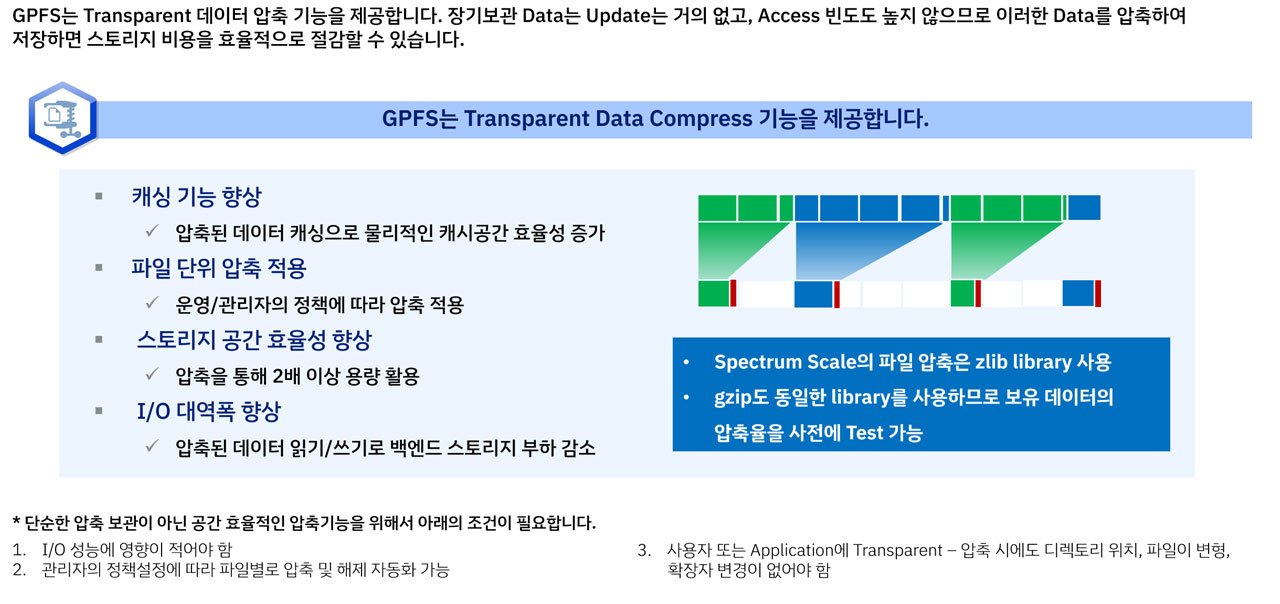 GPFS는 Transparent 데이터 압축 기능을 제공합니다. 장기보관 Data는 Update는 거의 없고, Access 빈도도 높지 않으므로 이러한 Data를 압축하여
저장하면 스토리지 비용을 효율적으로 절감할 수 있습니다.
GPFS는 Transparent Data Compress 기능을 제공합니다.
▪ 캐싱 기능 향상
✓ 압축된 데이터 캐싱으로 물리적인 캐시공간 효율성 증가
▪ 파일 단위 압축 적용
✓ 운영/관리자의 정책에 따라 압축 적용
▪ 스토리지 공간 효율성 향상
✓ 압축을 통해 2배 이상 용량 활용
▪ I/O 대역폭 향상
✓ 압축된 데이터 읽기/쓰기로 백엔드 스토리지 부하 감소
• Spectrum Scale의 파일 압축은 zlib library 사용
• gzip도 동일한 library를 사용하므로 보유 데이터의
압축율을 사전에 Test 가능
* 단순한 압축 보관이 아닌 공간 효율적인 압축기능을 위해서 아래의 조건이 필요합니다.
1. I/O 성능에 영향이 적어야 함
2. 관리자의 정책설정에 따라 파일별로 압축 및 해제 자동화 가능
3. 사용자 또는 Application에 Transparent – 압축 시에도 디렉토리 위치, 파일이 변형,
확장자 변경이 없어야 함